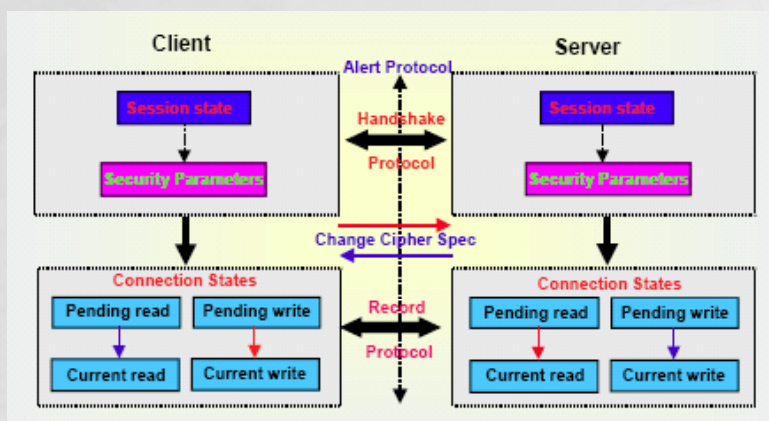 Client
Server
Alert Protocol
Session state
Handshake
Session state
Protocol
Security Parameters
Security Parameters
Change Cipher Spec
Connection States
Connection States
Pending read
Pending write
Record
Pending read
Pending write
Protocol
Current read
Current write
Current read
Current write